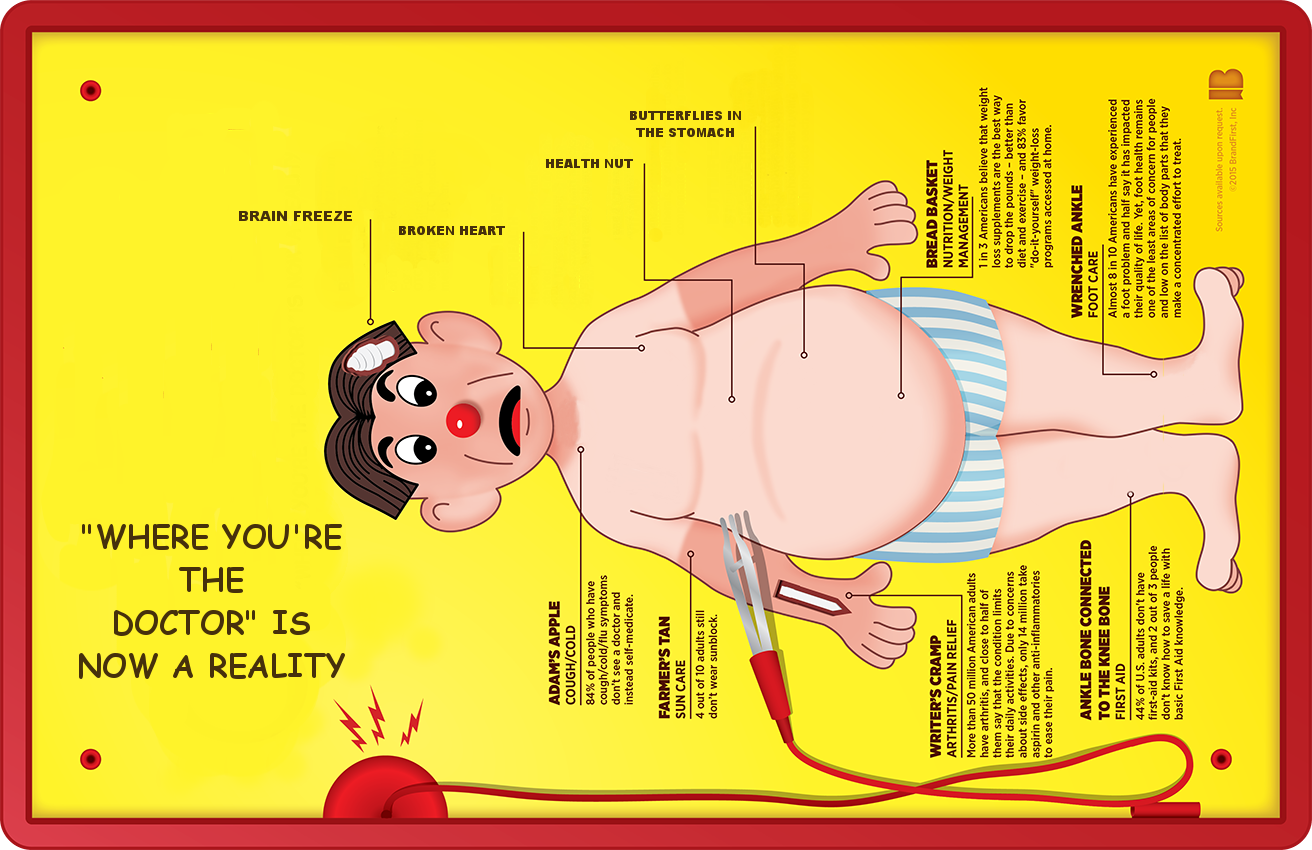 BUTTERFLIES IN
THE STOMACH
HEALTH NUT
BRAIN FREEZE
BROKEN HEART
"WHERE YOU'RE
THE
DOCTOR" IS
NOW A REALITY
ADAM'S APPLE
COUGH/COLD
84% of people who have
cough/cold/flu symptoms
don't see a doctor and
instead self-medicate.
FARMER'S TAN
SUN CARE
4 out of 10 adults still
don't wear sunblock.
BREAD BASKET
NUTRITION/WEIGHT
MANAGEMENT
1 in 3 Americans believe that weight
loss supplements are the best way
to drop the pounds – better than
diet and exercise – and 83% favor
"do-it-yourself" weight-loss
programs accessed at home.
WRITER'S CRAMP
ARTHRITIS/PAIN RELIEF
More than 50 million American adults
have arthritis, and close to half of
them say that the condition limits
their daily activities. Due to concerns
about side effects, only 14 million take
aspirin and other anti-inflammatories
to ease their pain.
WRENCHED ANKLE
FOOT CARE
Almost 8 in 10 Americans have experienced
a foot problem and half say it has impacted
their quality of life. Yet, foot health remains
one of the least areas of concern for people
and low on the list of body parts that they
make a concentrated effort to treat.
ANKLE BONE CONNECTED
TO THE KNEE BONE
FIRST AID
44% of U.S. adults don't have
first-aid kits, and 2 out of 3 people
don't know how to save a life with
basic First Aid knowledge.
Sources available upon request.
©2015 BrandFirst, Inc
B